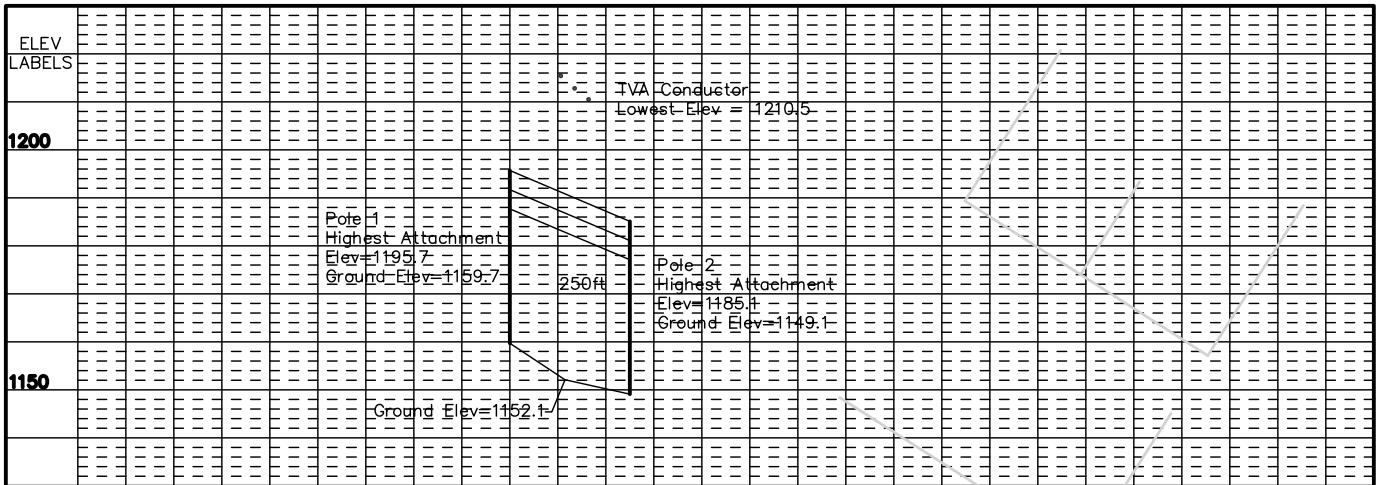 ELEV
LABELS
TVA Conductor
Lowest Elev = 1210.5
1200
Pole 1
Highest Attachment
Elev=1195.7
Ground Elev=1159.7
250ft
Pole 2
Highest Attachment
Elev=1185.1
Ground Elev=1149.1
1150
Ground Elev=1152.1